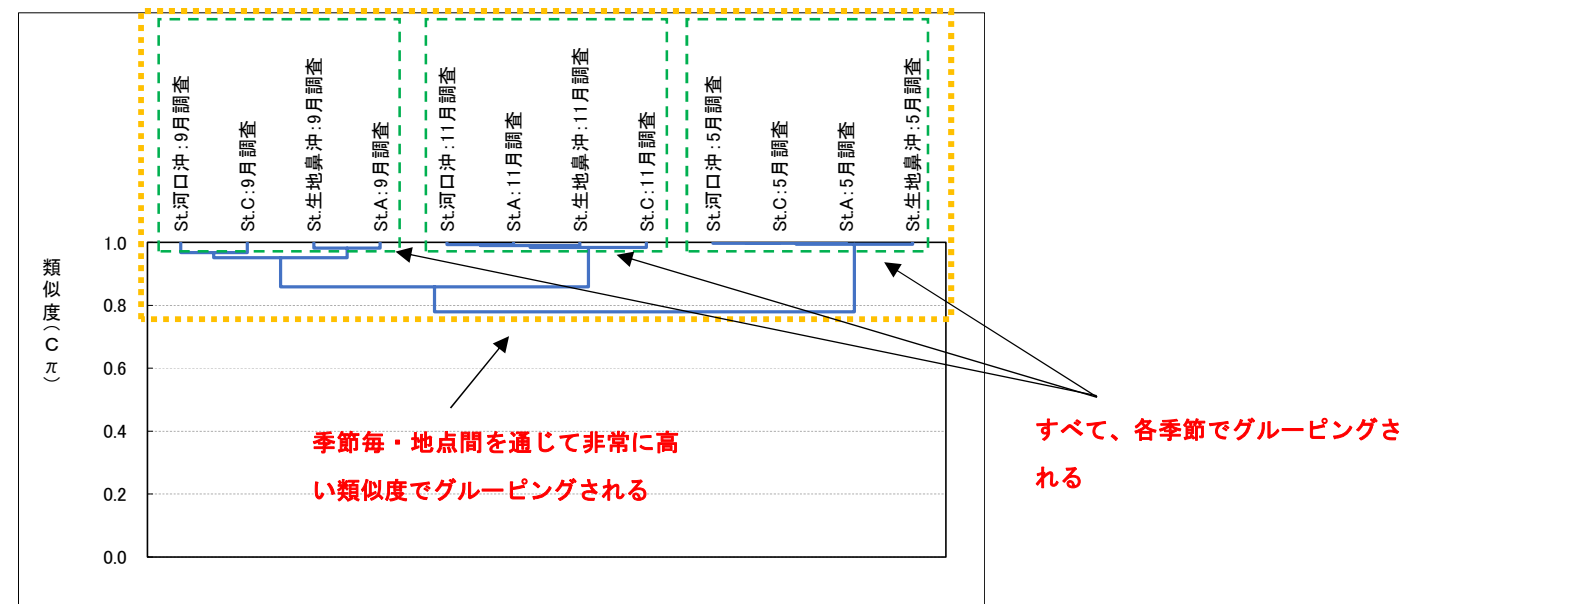 St.河口沖:9月調査
St.C:9月調査
St.生地鼻沖:9月調査
St.A:9月調査
St.河口沖:11月調査
St.A:11月調査
St.生地鼻沖:11月調査
St.C:11月調査
St.河口沖:5月調査
St.C:5月調査
St.A:5月調査
St.生地鼻沖:5月調査
類似度(Cπ)
1.0
0.8
0.6
0.4
0.2
0.0
季節毎・地点間を通じて非常に高
い類似度でグルーピングされる
すべて、各季節でグルーピングさ
れる